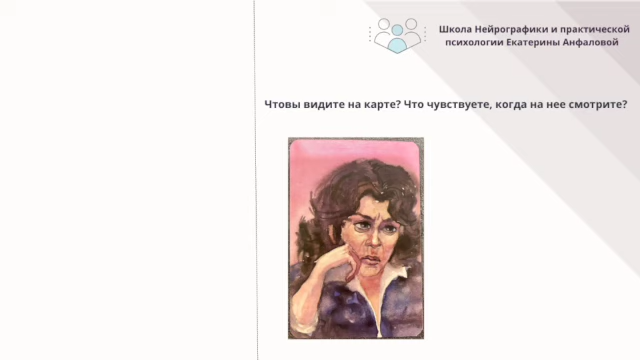 Школа Нейрографики и практической
психологии Екатерины Анфаловой
Чтовы видите на карте? Что чувствуете, когда на нее смотрите?